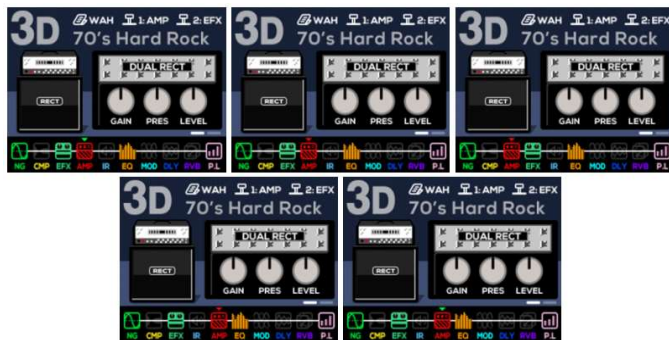 3D WAH 1: AMP 2: EFX
70's Hard Rock
DUAL RECT
RECT
GAIN PRES LEVEL
NG CMP EFX AMP IR EQ MOD DLY RVB P.L
3D WAH 1: AMP 2: EFX
70's Hard Rock
DUAL RECT
RECT
GAIN PRES LEVEL
NG CMP EFX AMP IR EQ MOD DLY RVB P.L
3D WAH 1: AMP 2: EFX
70's Hard Rock
DUAL RECT
RECT
GAIN PRES LEVEL
NG CMP EFX AMP IR EQ MOD DLY RVB P.L
3D WAH 1: AMP 2: EFX
70's Hard Rock
DUAL RECT
RECT
GAIN PRES LEVEL
NG CMP EFX IR AMP EQ MOD DLY RVB P.L
3D WAH 1: AMP 2: EFX
70's Hard Rock
DUAL RECT
RECT
GAIN PRES LEVEL
NG CMP EFX IR AMP EQ MOD DLY RVB P.L